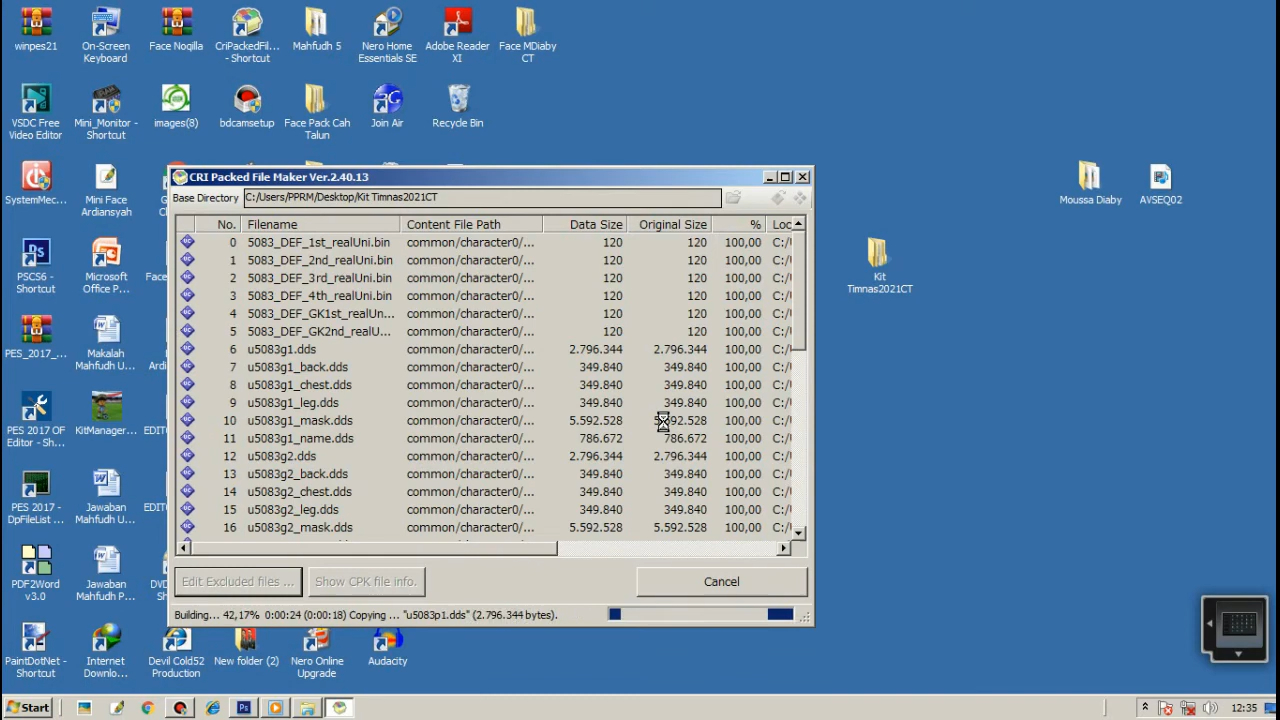 winpes21
On-Screen
Keyboard
Face Noqilla
CriPackedFil...
- Shortcut
Mahfudh 5
Nero Home
Essentials SE
Adobe Reader
XI
Face MDiaby
CT
VSDC Free
Video Editor
Mini_Monitor -
Shortcut
images(8)
bdcamsetup
Face Pack Cah
Talun
Join Air
Recycle Bin
SystemMec...
Mini Face
Ardiansyah
Moussa Diaby
AVSEQ02
PSCS6 -
Shortcut
Microsoft
Office P...
Kit
Timnas2021CT
PES_2017_...
Makalah
Mahfudh U...
PES 2017 OF
Editor - Sh...
KitManager...
PES 2017 -
DpFileList ...
Jawaban
Mahfudh U...
PDF2Word
v3.0
Jawaban
Mahfudh P...
PaintDotNet -
Shortcut
Internet
Downlo...
Devil Cold52
Production
New folder (2)
Nero Online
Upgrade
Audacity
CRI Packed File Maker Ver.2.40.13
Base Directory C:/Users/PPRM/Desktop/Kit Timnas2021CT
No. Filename Content File Path Data Size Original Size % Loc
0 5083_DEF_1st_realUni.bin common/character0/... 120 120 100,00 C:/
1 5083_DEF_2nd_realUni.bin common/character0/... 120 120 100,00 C:/
2 5083_DEF_3rd_realUni.bin common/character0/... 120 120 100,00 C:/
3 5083_DEF_4th_realUni.bin common/character0/... 120 120 100,00 C:/
4 5083_DEF_GK1st_realUn... common/character0/... 120 120 100,00 C:/
5 5083_DEF_GK2nd_realU... common/character0/... 120 120 100,00 C:/
6 u5083g1.dds common/character0/... 2.796.344 2.796.344 100,00 C:/
7 u5083g1_back.dds common/character0/... 349.840 349.840 100,00 C:/
8 u5083g1_chest.dds common/character0/... 349.840 349.840 100,00 C:/
9 u5083g1_leg.dds common/character0/... 349.840 349.840 100,00 C:/
10 u5083g1_mask.dds common/character0/... 5.592.528 5.592.528 100,00 C:/
11 u5083g1_name.dds common/character0/... 786.672 786.672 100,00 C:/
12 u5083g2.dds common/character0/... 2.796.344 2.796.344 100,00 C:/
13 u5083g2_back.dds common/character0/... 349.840 349.840 100,00 C:/
14 u5083g2_chest.dds common/character0/... 349.840 349.840 100,00 C:/
15 u5083g2_leg.dds common/character0/... 349.840 349.840 100,00 C:/
16 u5083g2_mask.dds common/character0/... 5.592.528 5.592.528 100,00 C:/
Edit Excluded files ... Show CPK file info. Cancel
Building... 42,17% 0:00:24 (0:00:18) Copying ... "u5083p1.dds" (2.796.344 bytes).
Start
12:35